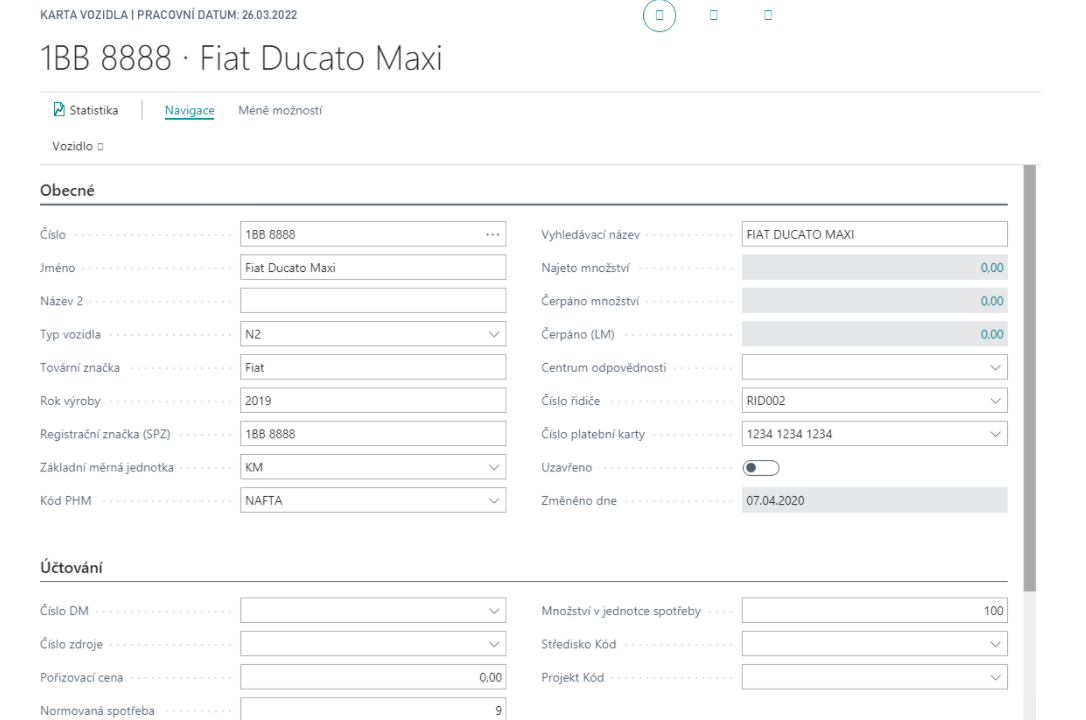 KARTA VOZIDLA | PRACOVNÍ DATUM: 26.03.2022
1BB 8888 · Fiat Ducato Maxi
Statistika Navigace Méně možností
Vozidlo
Obecné
Číslo 1BB 8888 ··· Vyhledávací název FIAT DUCATO MAXI
Jméno Fiat Ducato Maxi Najeto množství 0,00
Název 2 Čerpáno množství 0,00
Typ vozidla N2 Čerpáno (LM) 0,00
Tovární značka Fiat Centrum odpovědnosti
Rok výroby 2019 Číslo řidiče RID002
Registrační značka (SPZ) 1BB 8888 Číslo platební karty 1234 1234 1234
Základní měrná jednotka KM Uzavřeno
Kód PHM NAFTA Změněno dne 07.04.2020
Účtování
Číslo DM Množství v jednotce spotřeby 100
Číslo zdroje Středisko Kód
Pořizovací cena 0,00 Projekt Kód
Normovaná spotřeba 9